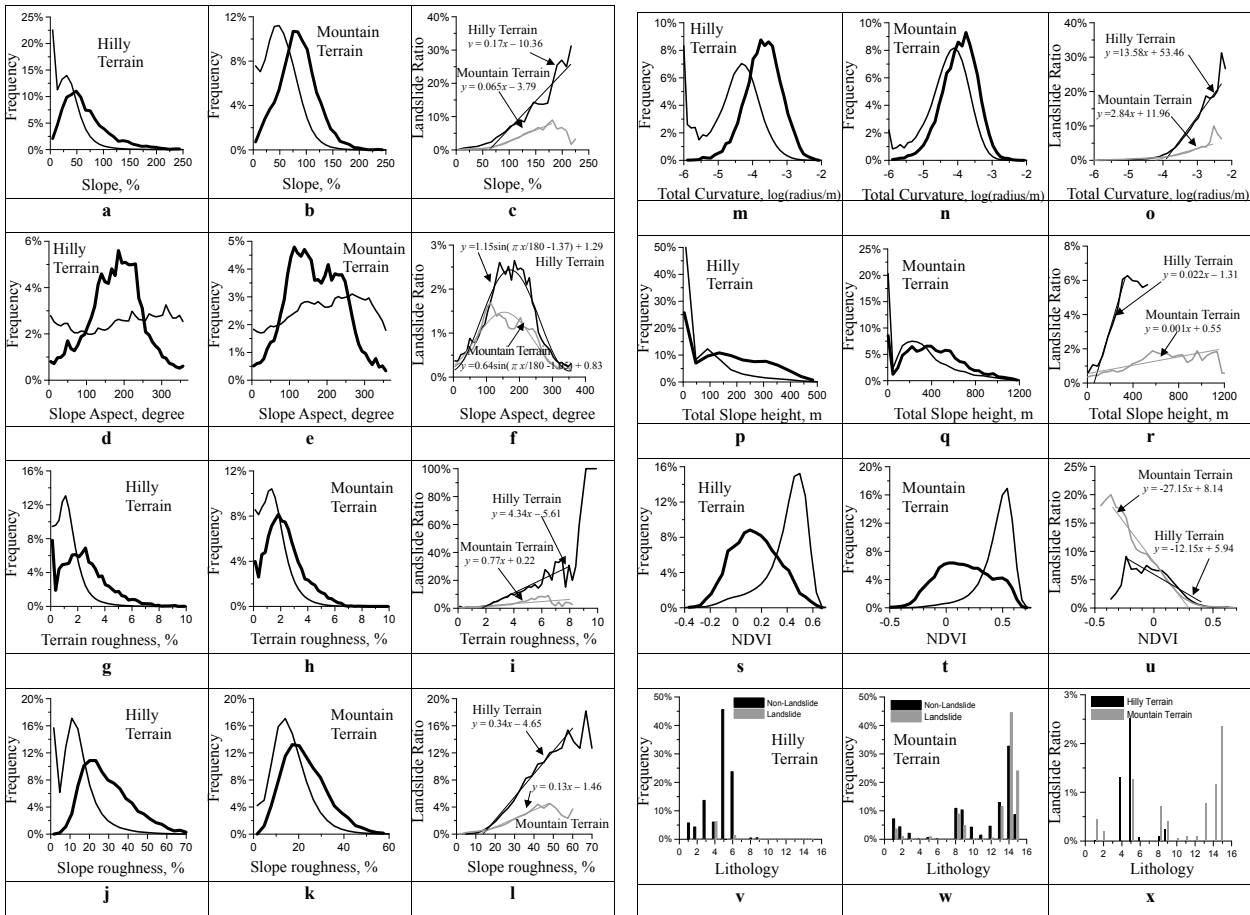 25%
20%
15%
10%
5%
0%
Frequency
Hilly
Terrain
0 50 100 150 200 250
Slope, %
a
12%
8%
4%
0%
Frequency
Mountain
Terrain
0 50 100 150 200 250
Slope, %
b
40%
30%
20%
10%
0%
Landslide Ratio
Hilly Terrain
y = 0.17x – 10.36
Mountain Terrain
y = 0.065x – 3.79
0 50 100 150 200 250
Slope, %
c
10%
8%
6%
4%
2%
0%
Frequency
Hilly
Terrain
-6 -5 -4 -3 -2
Total Curvature, log(radius/m)
m
10%
8%
6%
4%
2%
0%
Frequency
Mountain
Terrain
-6 -5 -4 -3 -2
Total Curvature, log(radius/m)
n
40%
30%
20%
10%
0%
Landslide Ratio
Hilly Terrain
y =13.58x + 53.46
Mountain Terrain
y =2.84x + 11.96
-6 -5 -4 -3 -2
Total Curvature, log(radius/m)
o
6%
4%
2%
0%
Frequency
Hilly
Terrain
0 100 200 300
Slope Aspect, degree
d
5%
4%
3%
2%
1%
0%
Frequency
Mountain
Terrain
0 100 200 300
Slope Aspect, degree
e
3%
2%
1%
0%
Landslide Ratio
y =1.15sin( πx/180 -1.37) + 1.29
Hilly Terrain
Mountain Terrain
0 100 200 300 400
Slope Aspect, degree
f
50%
40%
30%
20%
10%
0%
Frequency
Hilly
Terrain
0 100 200 300 400 500
Total Slope height, m
p
25%
20%
15%
10%
5%
0%
Frequency
Mountain
Terrain
0 400 800 1200
Total Slope height, m
q
8%
6%
4%
2%
0%
Landslide Ratio
Hilly Terrain
y = 0.022x – 1.31
Mountain Terrain
y = 0.001x + 0.55
0 400 800 1200
Total Slope height, m
r
16%
12%
8%
4%
0%
Frequency
Hilly
Terrain
0 2 4 6 8 10
Terrain roughness, %
g
12%
8%
4%
0%
Frequency
Mountain
Terrain
0 2 4 6 8 10
Terrain roughness, %
h
100%
80%
60%
40%
20%
0%
Landslide Ratio
Hilly Terrain
y = 4.34x – 5.61
Mountain Terrain
y = 0.77x + 0.22
0 2 4 6 8 10
Terrain roughness, %
i
16%
12%
8%
4%
0%
Frequency
Hilly
Terrain
-0.4 -0.2 0 0.2 0.4 0.6
NDVI
s
20%
16%
12%
8%
4%
0%
Frequency
Mountain
Terrain
-0.5 0 0.5
NDVI
t
25%
20%
15%
10%
5%
0%
Landslide Ratio
Mountain Terrain
y = -27.15x + 8.14
Hilly Terrain
y = -12.15x + 5.94
-0.5 0 0.5
NDVI
u
20%
16%
12%
8%
4%
0%
Frequency
Hilly
Terrain
0 10 20 30 40 50 60 70
Slope roughness, %
j
20%
16%
12%
8%
4%
0%
Frequency
Mountain
Terrain
0 20 40 60
Slope roughness, %
k
20%
16%
12%
8%
4%
0%
Landslide Ratio
Hilly Terrain
y = 0.34x – 4.65
y = 0.13x – 1.46
Mountain Terrain
0 10 20 30 40 50 60 70
Slope roughness, %
l
50%
40%
30%
20%
10%
0%
Frequency
Non-Landslide
Landslide
Hilly
Terrain
0 2 4 6 8 10 12 14 16
Lithology
v
50%
40%
30%
20%
10%
0%
Frequency
Non-Landslide
Landslide
Mountain
Terrain
0 2 4 6 8 10 12 14 16
Lithology
w
3%
2%
1%
0%
Landslide Ratio
Hilly Terrain
Mountain Terrain
0 2 4 6 8 10 12 14 16
Lithology
x